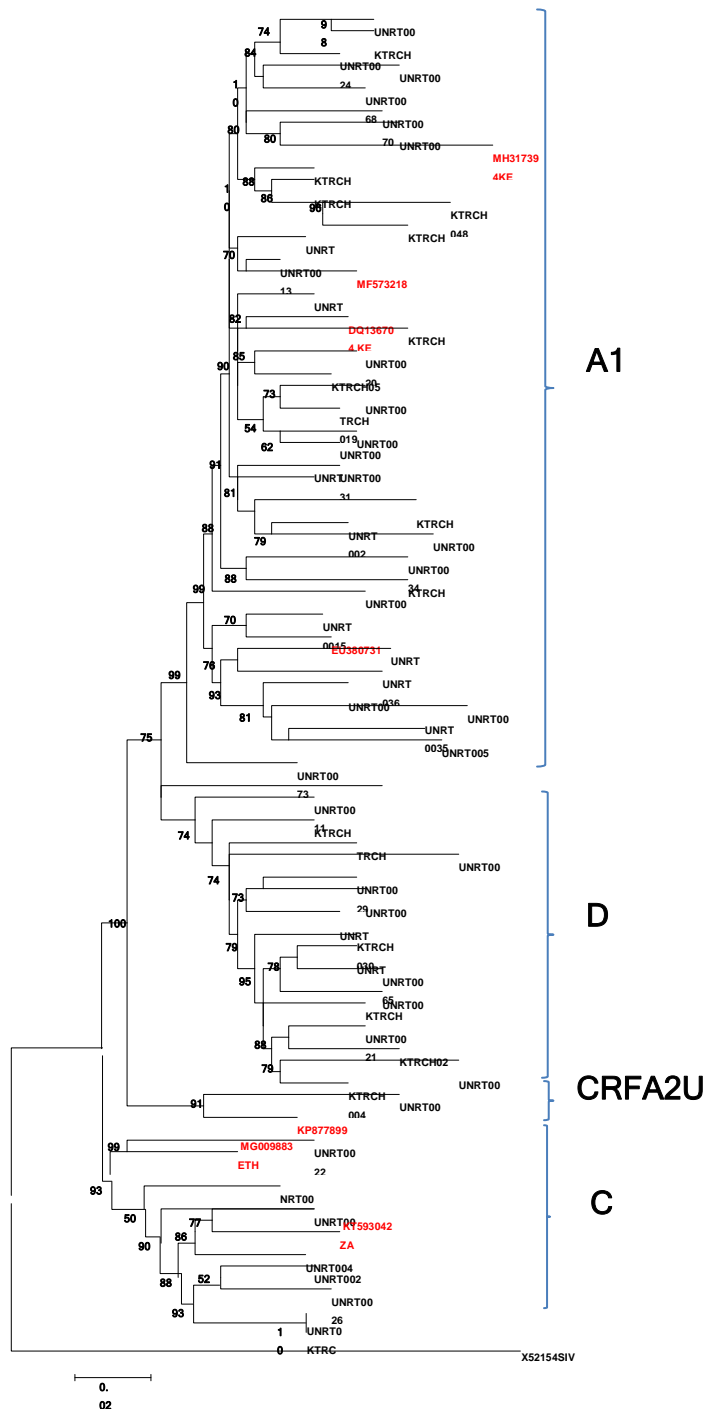 9
74
UNRT00
8
84
KTRCH
UNRT00
UNRT00
24
1
UNRT00
0
68
UNRT00
80
80
70
UNRT00
MH31739
4KE
88
KTRCH
1
86
KTRCH
0
96
KTRCH
048
KTRCH
70
UNRT
UNRT00
13
MF573218
UNRT
82
DQ13670
KTRCH
4.KE
85
90
UNRT00
20
KTRCH05
73
UNRT00
TRCH
54
019
62
UNRT00
91
UNRT00
UNRT
UNRT00
81
31
88
KTRCH
79
UNRT
UNRT00
002
UNRT00
88
34
99
KTRCH
UNRT00
70
UNRT
0015
EU380731
76
UNRT
99
UNRT
93
036
UNRT00
81
UNRT00
UNRT
75
0035
UNRT005
A1
UNRT00
73
UNRT00
11
74
KTRCH
TRCH
74
UNRT00
UNRT00
73
29
UNRT00
100
UNRT
79
KTRCH
039
78
UNRT
95
UNRT00
65
UNRT00
KTRCH
88
UNRT00
21
79
KTRCH02
UNRT00
D
KTRCH
91
004
UNRT00
CRFA2U
KP877899
99
MG009883
UNRT00
ETH
22
93
NRT00
50
77
UNRT00
KT593042
86
90
ZA
UNRT004
52
UNRT002
88
UNRT00
93
26
C
1
UNRT0
0
KTRC
X52154SIV
0.
02